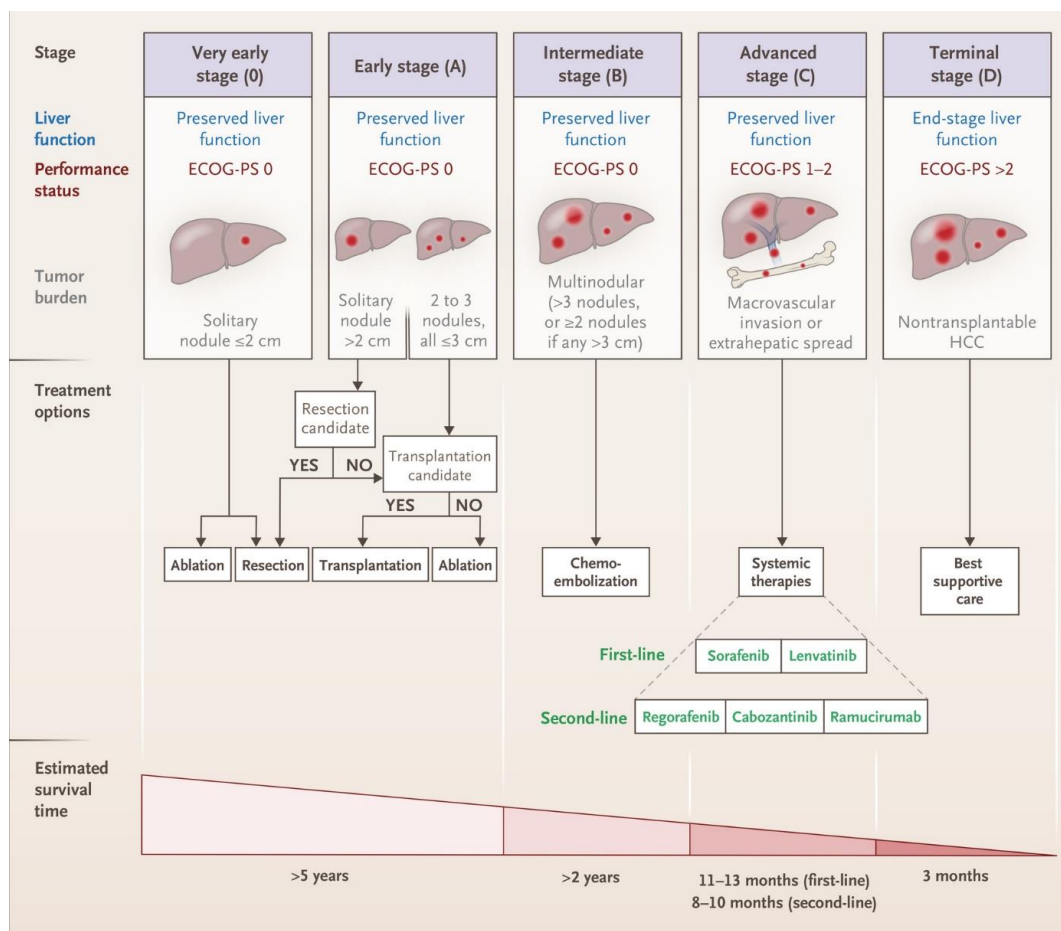 Stage
Very early
stage (0)
Early stage (A)
Intermediate
stage (B)
Advanced
stage (C)
Terminal
stage (D)
Liver
function
Preserved liver
function
Preserved liver
function
Preserved liver
function
Preserved liver
function
End-stage liver
function
Performance
status
ECOG-PS 0
ECOG-PS 0
ECOG-PS 0
ECOG-PS 1–2
ECOG-PS >2
Tumor
burden
Solitary
nodule ≤2 cm
Solitary
nodule
>2 cm
2 to 3
nodules,
all ≤3 cm
Multinodular
(>3 nodules,
or ≥2 nodules
if any >3 cm)
Macrovascular
invasion or
extrahepatic spread
Nontransplantable
HCC
Treatment
options
Resection
candidate
YES
NO
Transplantation
candidate
YES
NO
Ablation
Resection
Transplantation
Ablation
Chemo-
embolization
Systemic
therapies
Best
supportive
care
First-line
Sorafenib
Lenvatinib
Second-line
Regorafenib
Cabozantinib
Ramucirumab
Estimated
survival
time
>5 years
>2 years
11–13 months (first-line)
8–10 months (second-line)
3 months